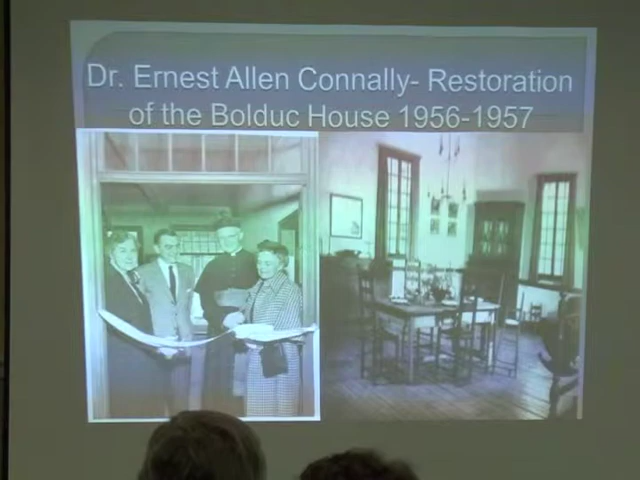 Dr. Ernest Allen Connally- Restoration
of the Bolduc House 1956-1957